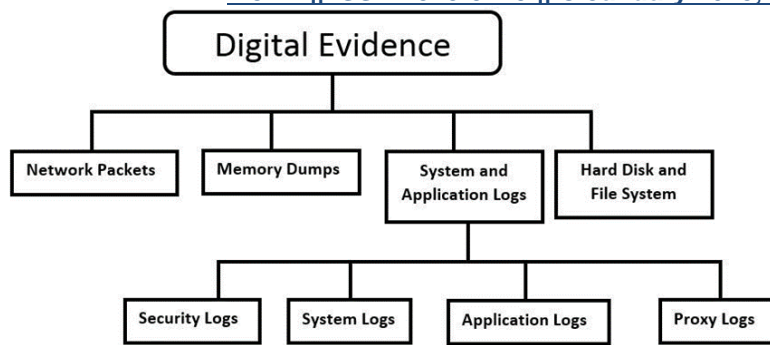 Digital Evidence
Network Packets
Memory Dumps
System and
Application Logs
Hard Disk and
File System
Security Logs
System Logs
Application Logs
Proxy Logs